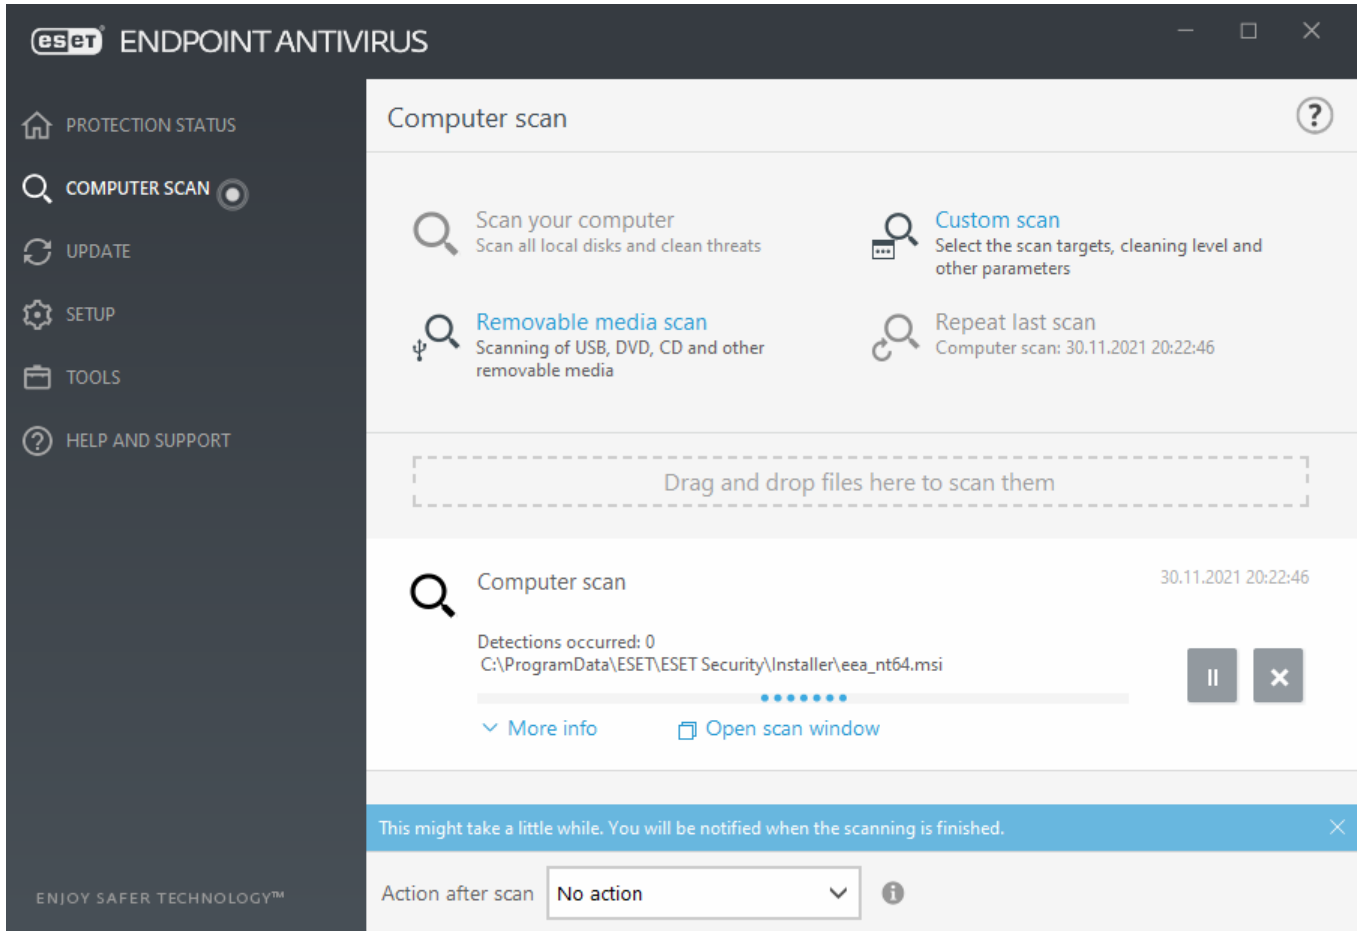 eset ENDPOINT ANTIVIRUS
PROTECTION STATUS
COMPUTER SCAN
UPDATE
SETUP
TOOLS
HELP AND SUPPORT
ENJOY SAFER TECHNOLOGY™
Computer scan
?
Scan your computer
Scan all local disks and clean threats
Custom scan
Select the scan targets, cleaning level and
other parameters
Removable media scan
Scanning of USB, DVD, CD and other
removable media
Repeat last scan
Computer scan: 30.11.2021 20:22:46
Drag and drop files here to scan them
Computer scan
30.11.2021 20:22:46
Detections occurred: 0
C:\ProgramData\ESET\ESET Security\Installer\eea_nt64.msi
More info
Open scan window
This might take a little while. You will be notified when the scanning is finished.
Action after scan
No action